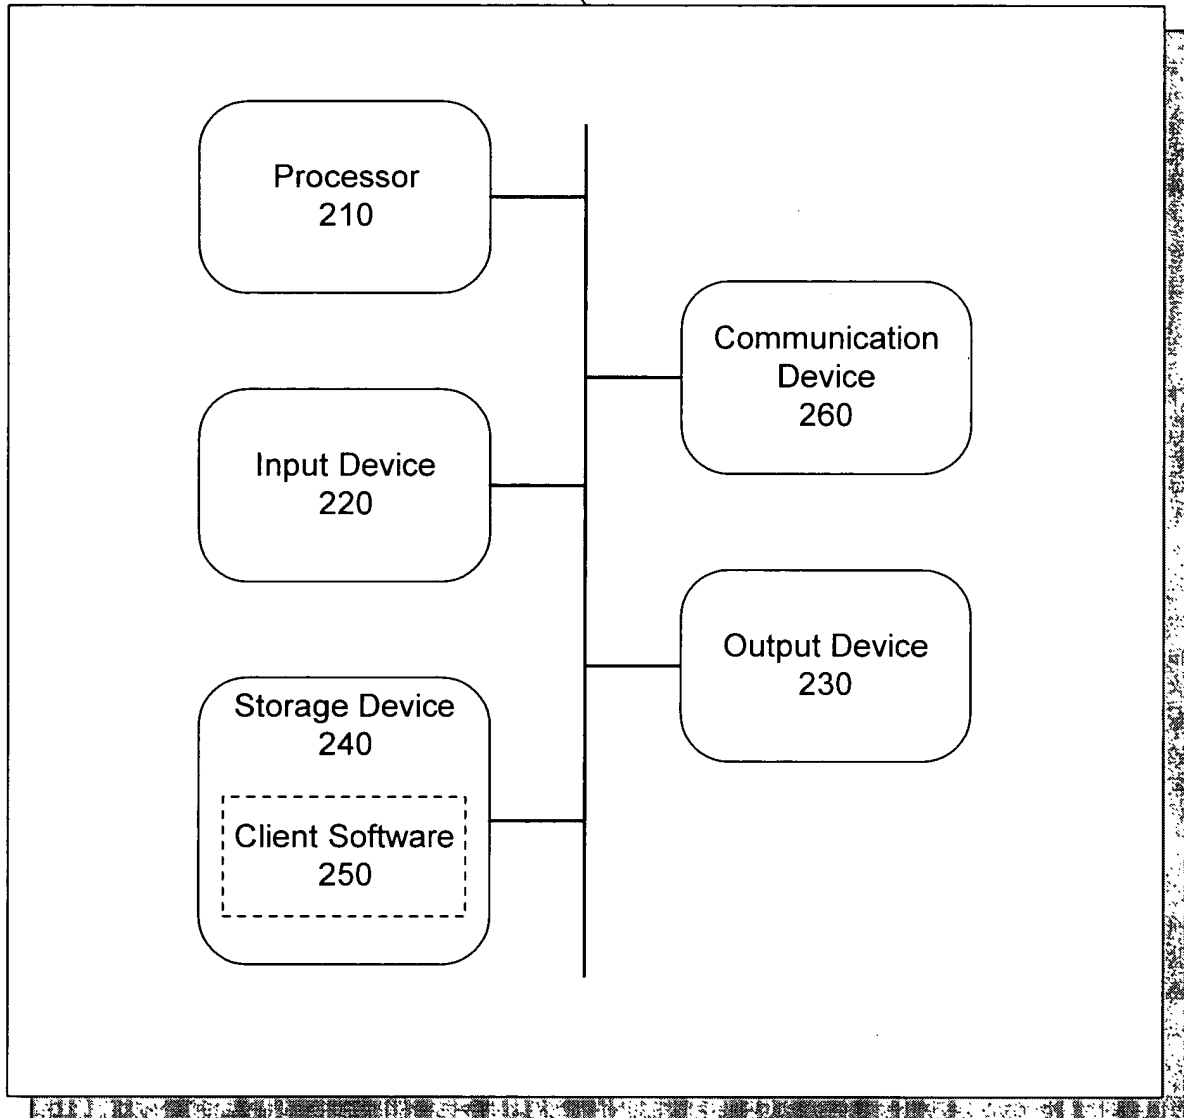 Processor
210
Communication
Device
260
Input Device
220
Output Device
230
Storage Device
240
Client Software
250